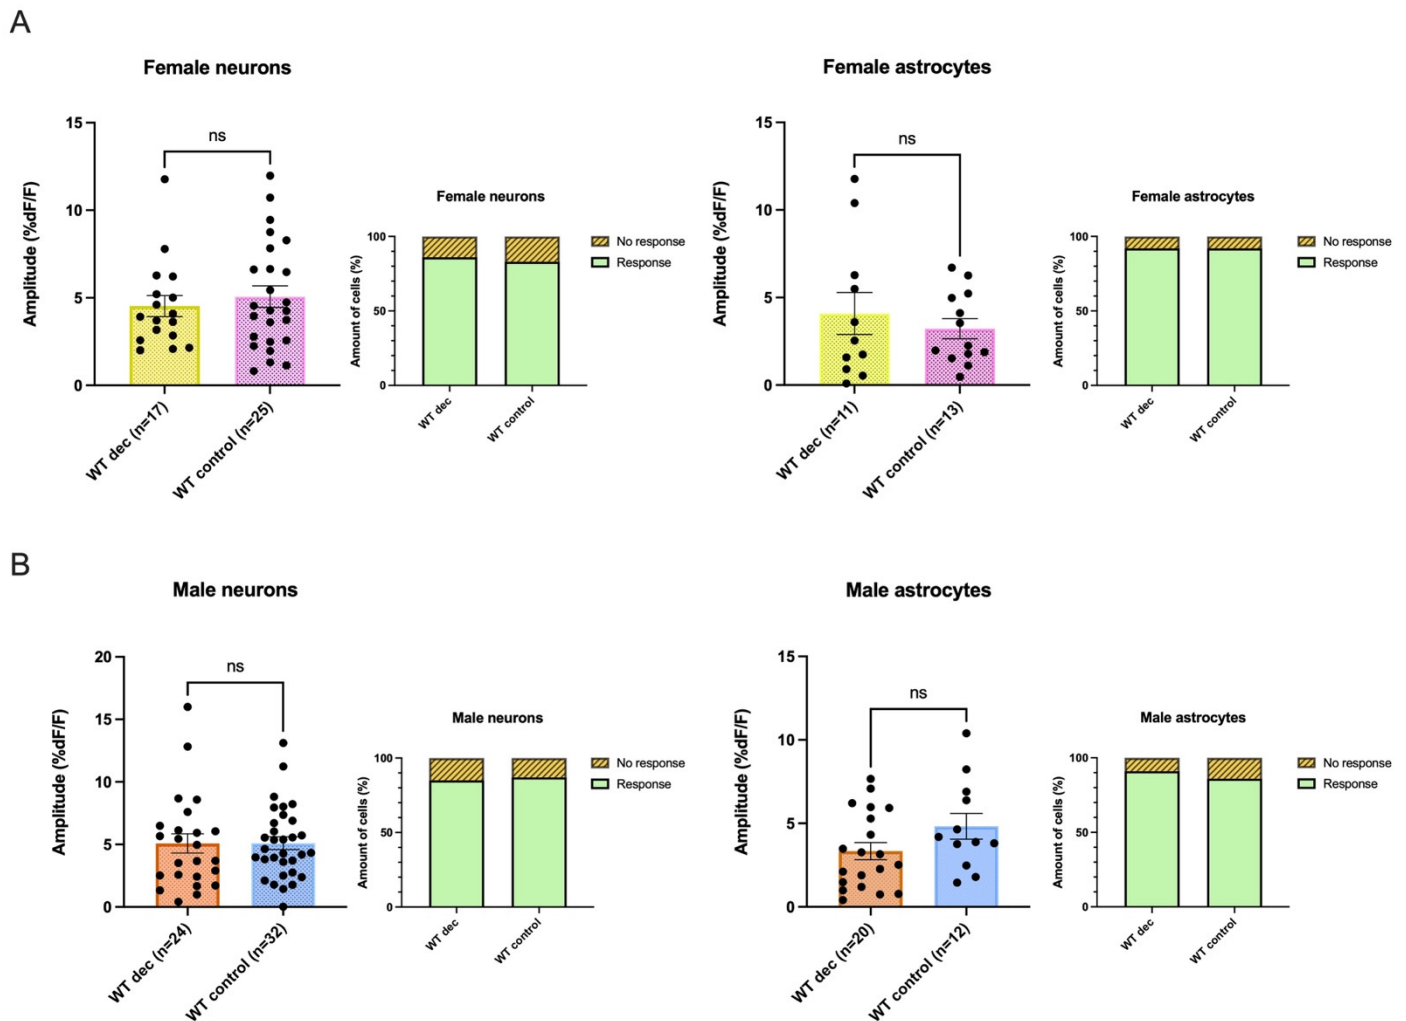 A
Female neurons
Female astrocytes
15
10
5
0
Amplitude (%dF/F)
ns
WT dec (n=17)
WT control (n=25)
Female neurons
100
50
0
Amount of cells (%)
No response
Response
WT dec
WT control
15
10
5
0
Amplitude (%dF/F)
ns
WT dec (n=11)
WT control (n=13)
Female astrocytes
100
50
0
Amount of cells (%)
No response
Response
WT dec
WT control
B
Male neurons
Male astrocytes
20
15
10
5
0
Amplitude (%dF/F)
ns
WT dec (n=24)
WT control (n=32)
Male neurons
100
50
0
Amount of cells (%)
No response
Response
WT dec
WT control
15
10
5
0
Amplitude (%dF/F)
ns
WT dec (n=20)
WT control (n=12)
Male astrocytes
100
50
0
Amount of cells (%)
No response
Response
WT dec
WT control